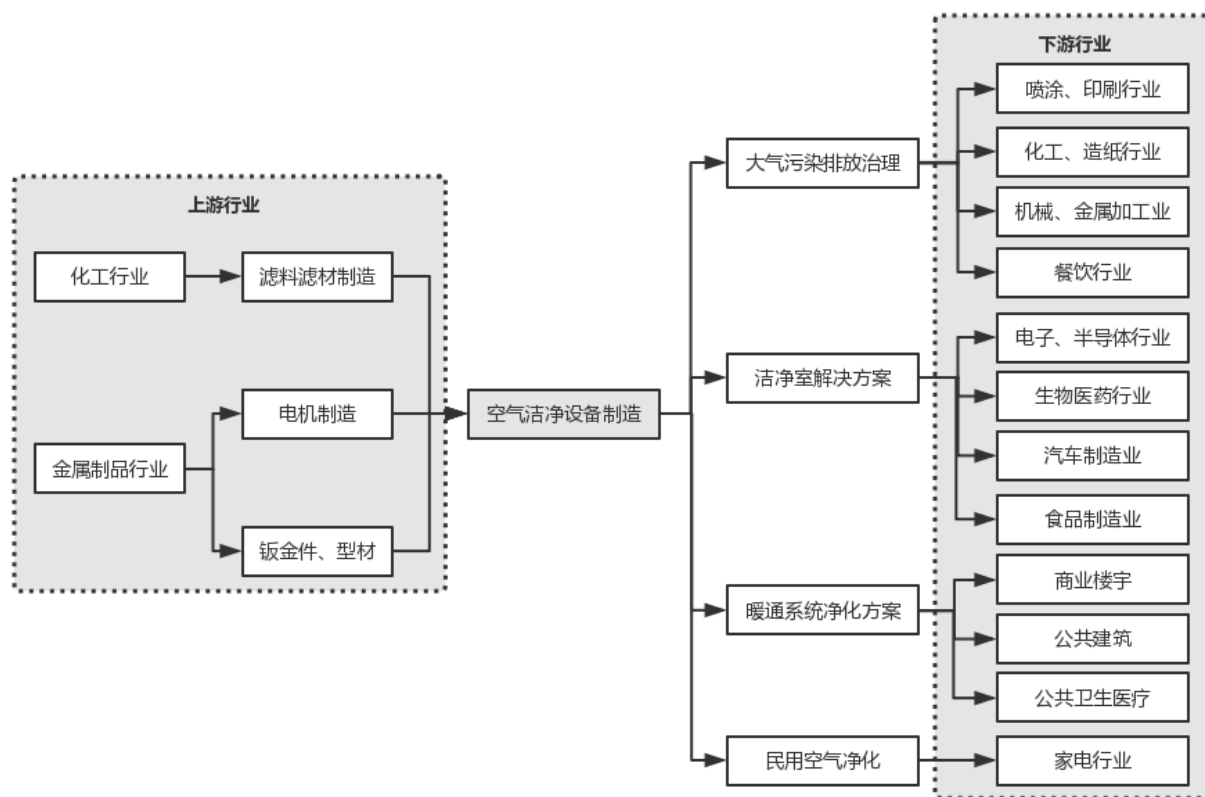 上游行业
化工行业
滤料滤材制造
金属制品行业
电机制造
钣金件、型材
空气洁净设备制造
大气污染排放治理
洁净室解决方案
暖通系统净化方案
民用空气净化
下游行业
喷涂、印刷行业
化工、造纸行业
机械、金属加工业
餐饮行业
电子、半导体行业
生物医药行业
汽车制造业
食品制造业
商业楼宇
公共建筑
公共卫生医疗
家电行业